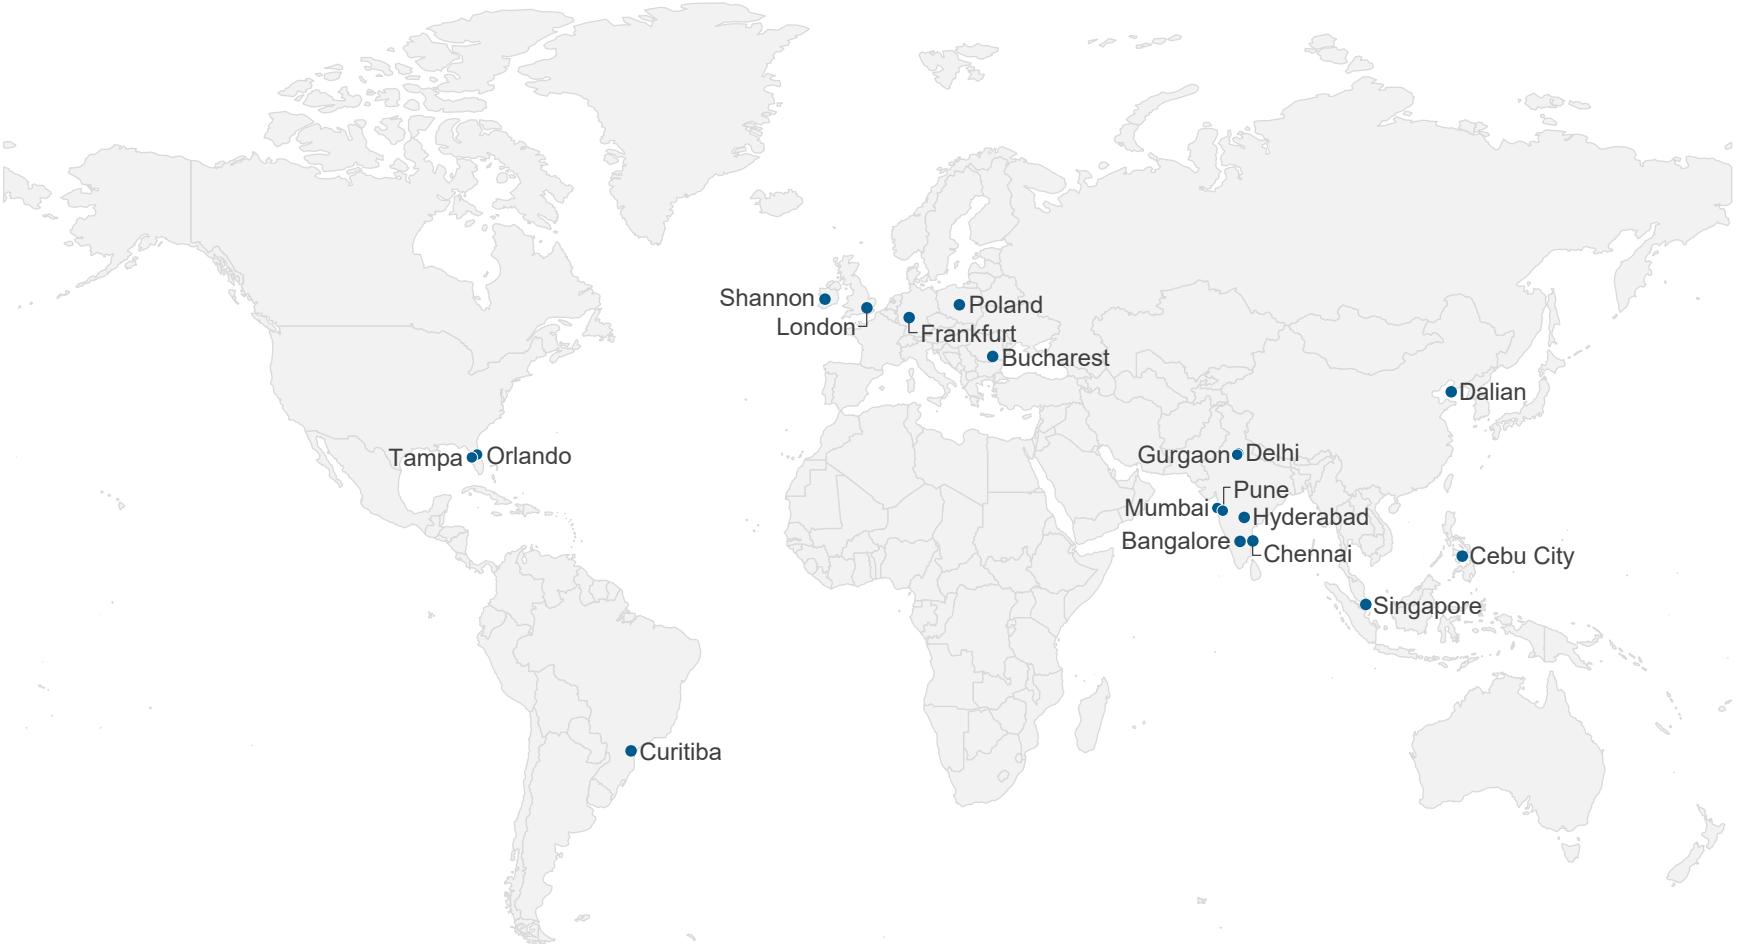 Shannon
Poland
London
Frankfurt
Bucharest
Dalian
Tampa
Orlando
Gurgaon
Delhi
Pune
Mumbai
Hyderabad
Bangalore
Chennai
Cebu City
Singapore
Curitiba